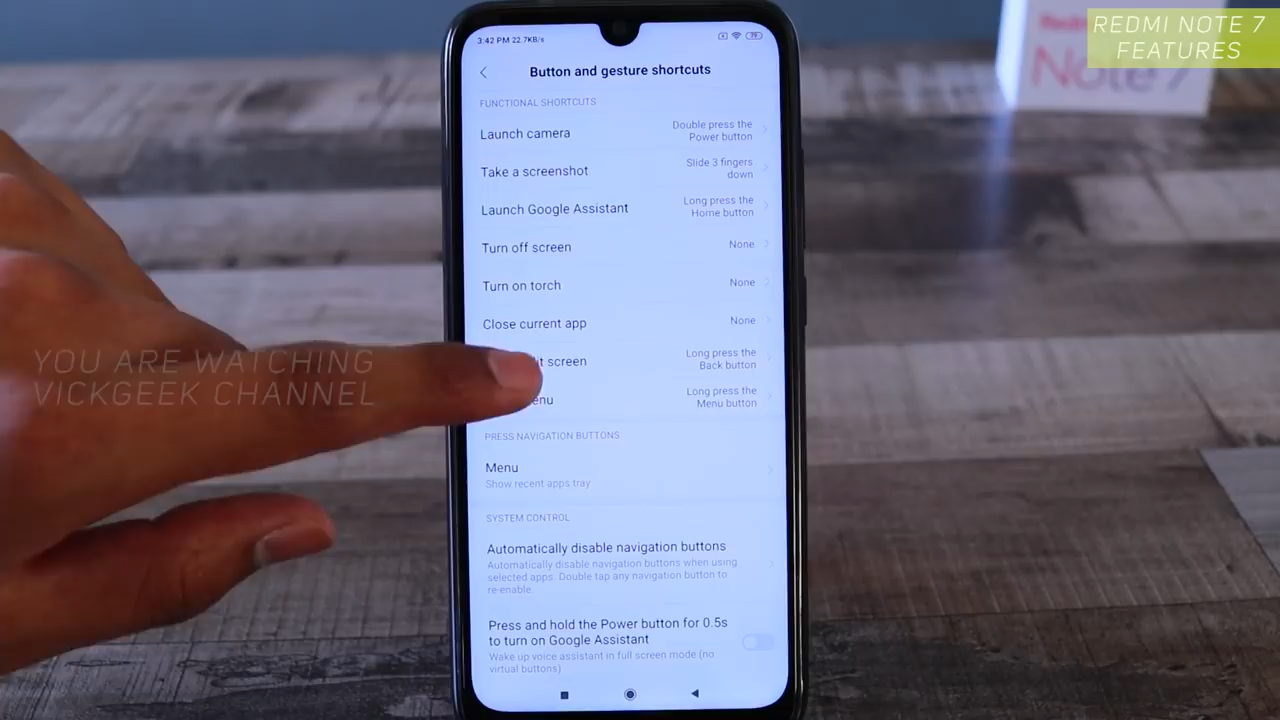 REDMI NOTE 7
FEATURES
Note 7
3:42 PM 22.7KB/s
79
Button and gesture shortcuts
FUNCTIONAL SHORTCUTS
Launch camera
Double press the
Power button
Take a screenshot
Slide 3 fingers
down
Launch Google Assistant
Long press the
Home button
Turn off screen
None
Turn on torch
None
Close current app
None
screen
Long press the
Back button
Long press the
Menu button
YOU ARE WATCHING
VICKGEEK CHANNEL
PRESS NAVIGATION BUTTONS
Menu
Show recent apps tray
SYSTEM CONTROL
Automatically disable navigation buttons
Automatically disable navigation buttons when using
selected apps. Double tap any navigation button to
re-enable.
Press and hold the Power button for 0.5s
to turn on Google Assistant
Wake up voice assistant in full screen mode (no
virtual buttons)